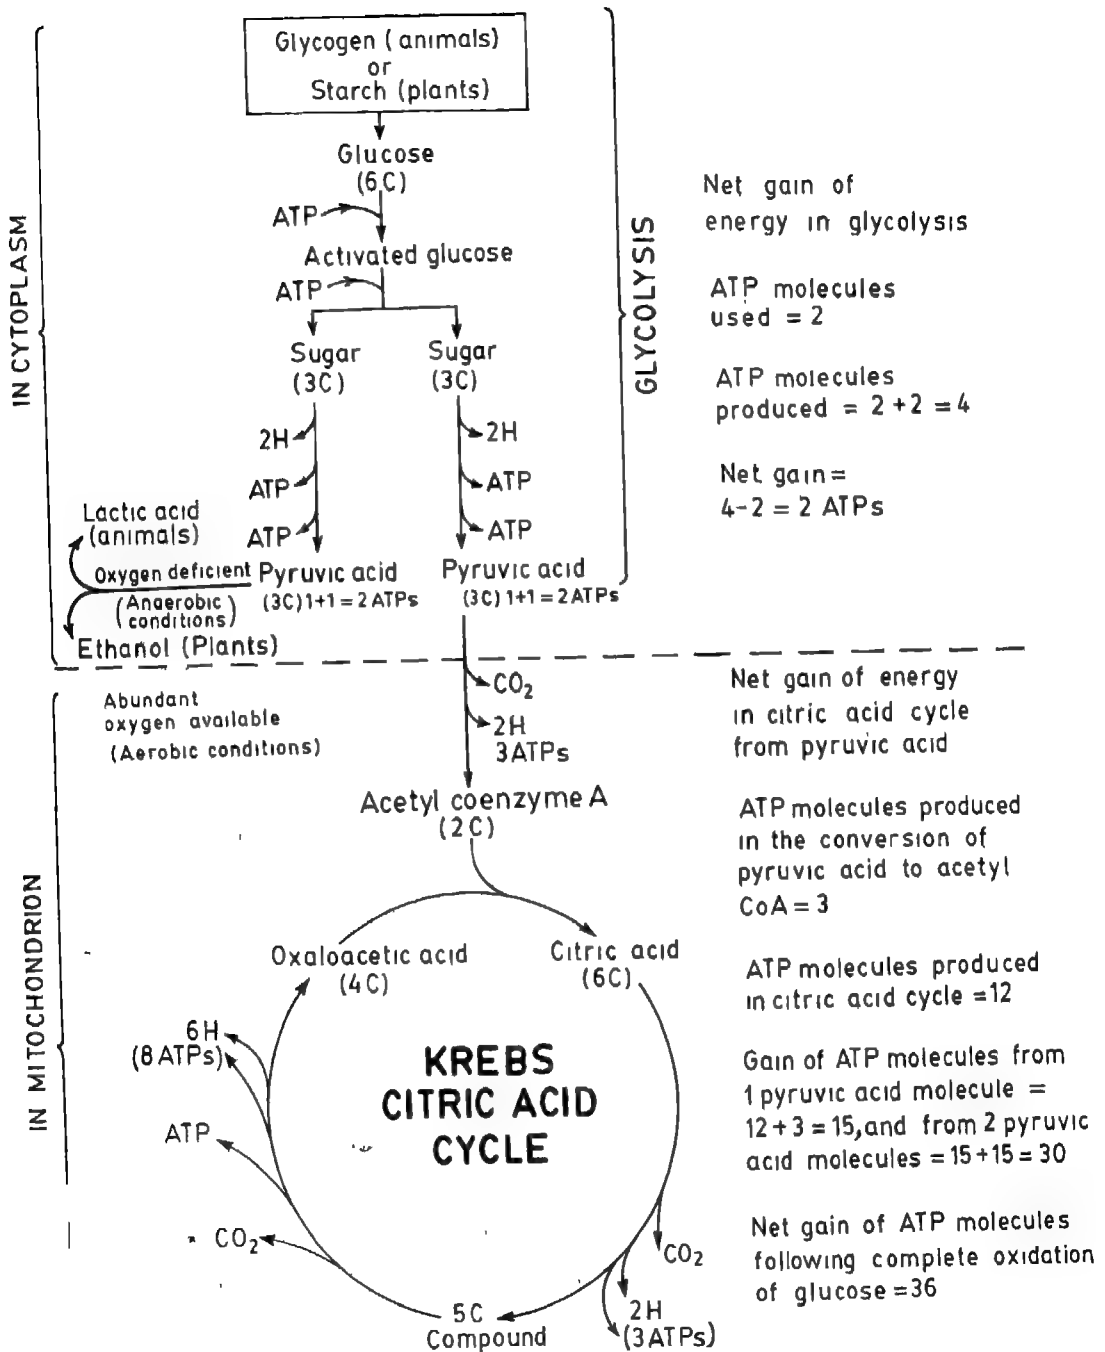 IN CYTOPLASM
Glycogen (animals)
or
Starch (plants)
Glucose
(6C)
ATP
Activated glucose
ATP
Sugar
(3C)
Sugar
(3C)
2H
2H
ATP
ATP
ATP
ATP
Lactic acid
(animals)
Oxygen deficient
(Anaerobic
conditions)
Ethanol (Plants)
Pyruvic acid
(3C) 1+1 = 2 ATPs
Pyruvic acid
(3C) 1+1 = 2 ATPs
GLYCOLYSIS
Net gain of
energy in glycolysis
ATP molecules
used = 2
ATP molecules
produced = 2 + 2 = 4
Net gain =
4-2 = 2 ATPs
IN MITOCHONDRION
Abundant
oxygen available
(Aerobic conditions)
CO2
2H
3ATPs
Acetyl coenzyme A
(2C)
Oxaloacetic acid
(4C)
Citric acid
(6C)
KREBS
CITRIC ACID
CYCLE
6H
(8 ATPs)
ATP
CO2
5C
Compound
CO2
2H
(3ATPs)
Net gain of energy
in citric acid cycle
from pyruvic acid
ATP molecules produced
in the conversion of
pyruvic acid to acetyl
CoA = 3
ATP molecules produced
in citric acid cycle = 12
Gain of ATP molecules from
1 pyruvic acid molecule =
12 + 3 = 15, and from 2 pyruvic
acid molecules = 15 + 15 = 30
Net gain of ATP molecules
following complete oxidation
of glucose = 36